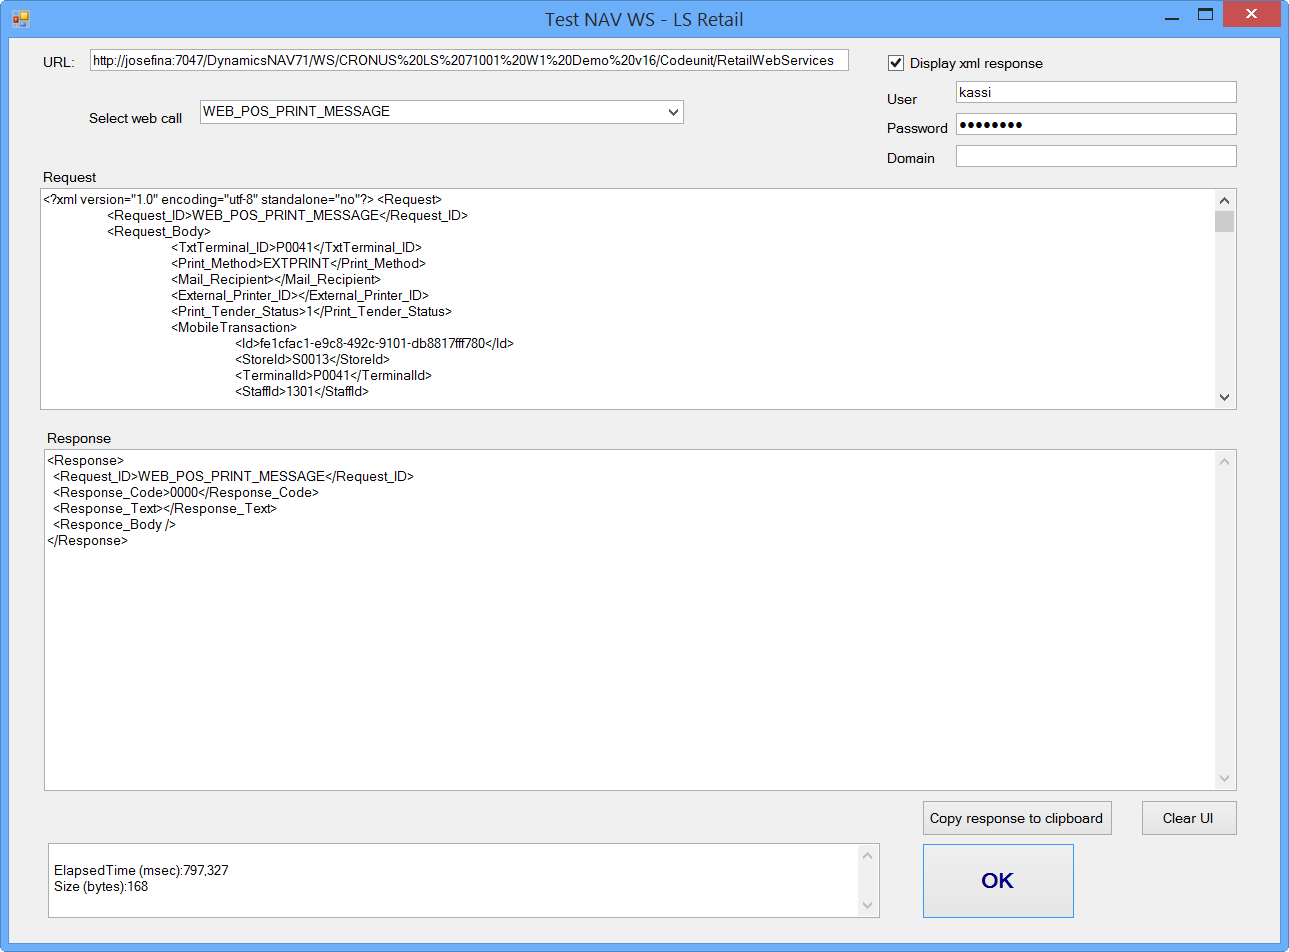 Test NAV WS - LS Retail
URL: http://josefina:7047/DynamicsNAV71/WS/CRONUS%20LS%2071001%20W1%20Demo%20v16/Codeunit/RetailWebServices
Display xml response
User kassi
Select web call WEB_POS_PRINT_MESSAGE
Password ●●●●●●●●
Domain
Request
<?xml version="1.0" encoding="utf-8" standalone="no"?> <Request>
<Request_ID>WEB_POS_PRINT_MESSAGE</Request_ID>
<Request_Body>
<TxtTerminal_ID>P0041</TxtTerminal_ID>
<Print_Method>EXTPRINT</Print_Method>
<Mail_Recipient></Mail_Recipient>
<External_Printer_ID></External_Printer_ID>
<Print_Tender_Status>1</Print_Tender_Status>
<MobileTransaction>
<Id>fe1cfac1-e9c8-492c-9101-db8817fff780</Id>
<StoreId>S0013</StoreId>
<TerminalId>P0041</TerminalId>
<StaffId>1301</StaffId>
Response
<Response>
<Request_ID>WEB_POS_PRINT_MESSAGE</Request_ID>
<Response_Code>0000</Response_Code>
<Response_Text></Response_Text>
<Responce_Body />
</Response>
Copy response to clipboard
Clear UI
ElapsedTime (msec):797,327
Size (bytes):168
OK